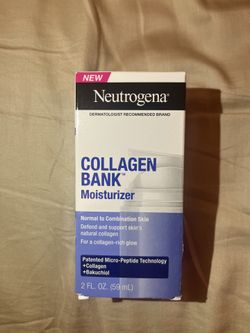 NEW
Neutrogena®
DERMATOLOGIST RECOMMENDED BRAND
COLLAGEN
BANK™
Moisturizer
Normal to Combination Skin
Defend and support skin's
natural collagen
For a collagen-rich glow
Patented Micro-Peptide Technology
+Collagen
+Bakuchiol
2 FL. OZ. (59 mL)